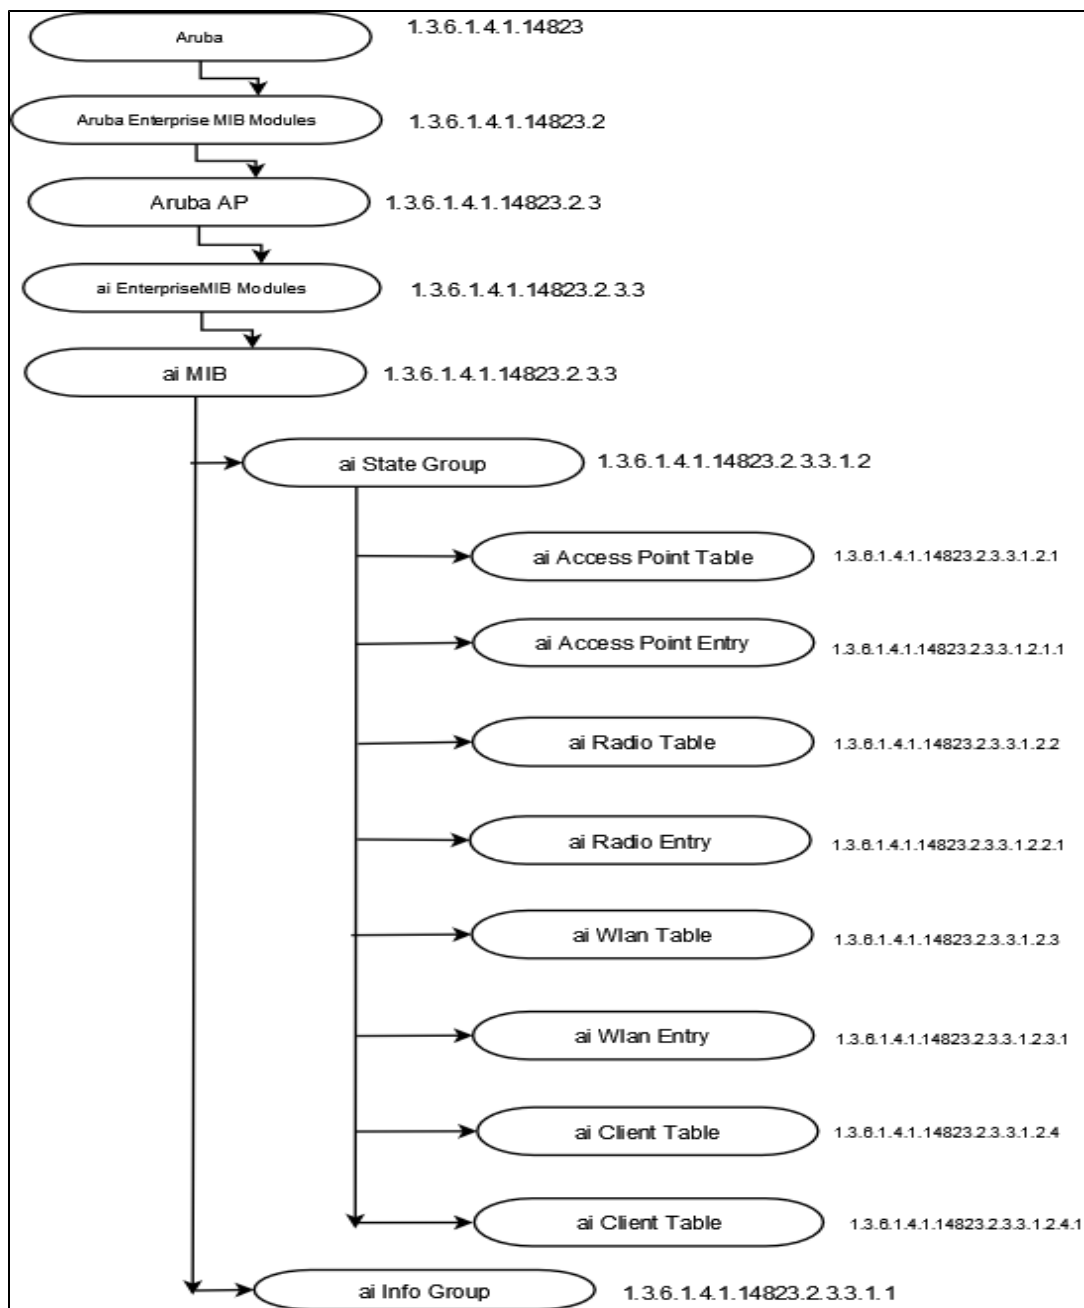 Aruba 1.3.6.1.4.1.14823
Aruba Enterprise MIB Modules 1.3.6.1.4.1.14823.2
Aruba AP 1.3.6.1.4.1.14823.2.3
ai EnterpriseMIB Modules 1.3.6.1.4.1.14823.2.3.3
ai MIB 1.3.6.1.4.1.14823.2.3.3
ai State Group 1.3.6.1.4.1.14823.2.3.3.1.2
ai Access Point Table 1.3.6.1.4.1.14823.2.3.3.1.2.1
ai Access Point Entry 1.3.6.1.4.1.14823.2.3.3.1.2.1.1
ai Radio Table 1.3.6.1.4.1.14823.2.3.3.1.2.2
ai Radio Entry 1.3.6.1.4.1.14823.2.3.3.1.2.2.1
ai Wlan Table 1.3.6.1.4.1.14823.2.3.3.1.2.3
ai Wlan Entry 1.3.6.1.4.1.14823.2.3.3.1.2.3.1
ai Client Table 1.3.6.1.4.1.14823.2.3.3.1.2.4
ai Client Table 1.3.6.1.4.1.14823.2.3.3.1.2.4.1
ai Info Group 1.3.6.1.4.1.14823.2.3.3.1.1